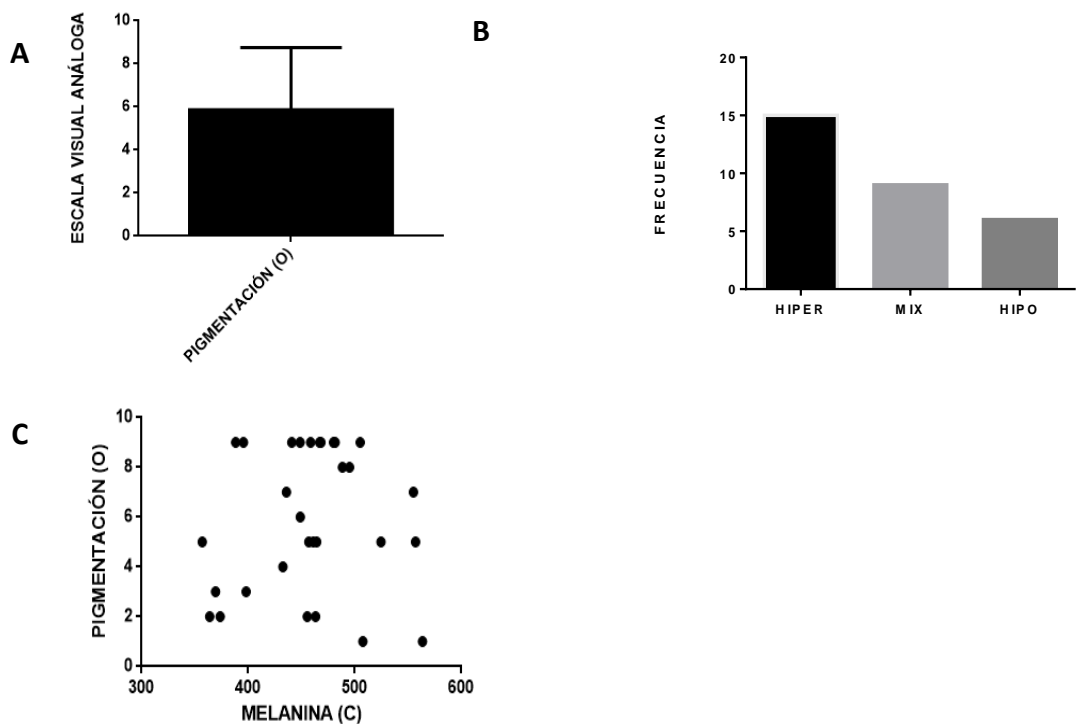 A
ESCALA VISUAL ANÁLOGA
10
8
6
4
2
0
PIGMENTACIÓN (O)
B
FRECUENCIA
20
15
10
5
0
HIPER MIX HIPO
C
PIGMENTACIÓN (O)
10
8
6
4
2
0
300 400 500 600
MELANINA (C)